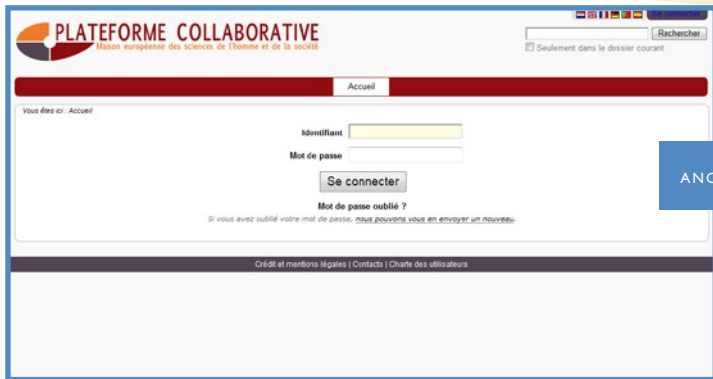 Se connecter
PLATEFORME COLLABORATIVE
Maison européenne des sciences de l'homme et de la société
Rechercher
Seulement dans le dossier courant
Accueil
Vous êtes ici : Accueil
Identifiant
Mot de passe
Se connecter
Mot de passe oublié ?
Si vous avez oublié votre mot de passe, nous pouvons vous en envoyer un nouveau.
Crédit et mentions légales | Contacts | Charte des utilisateurs